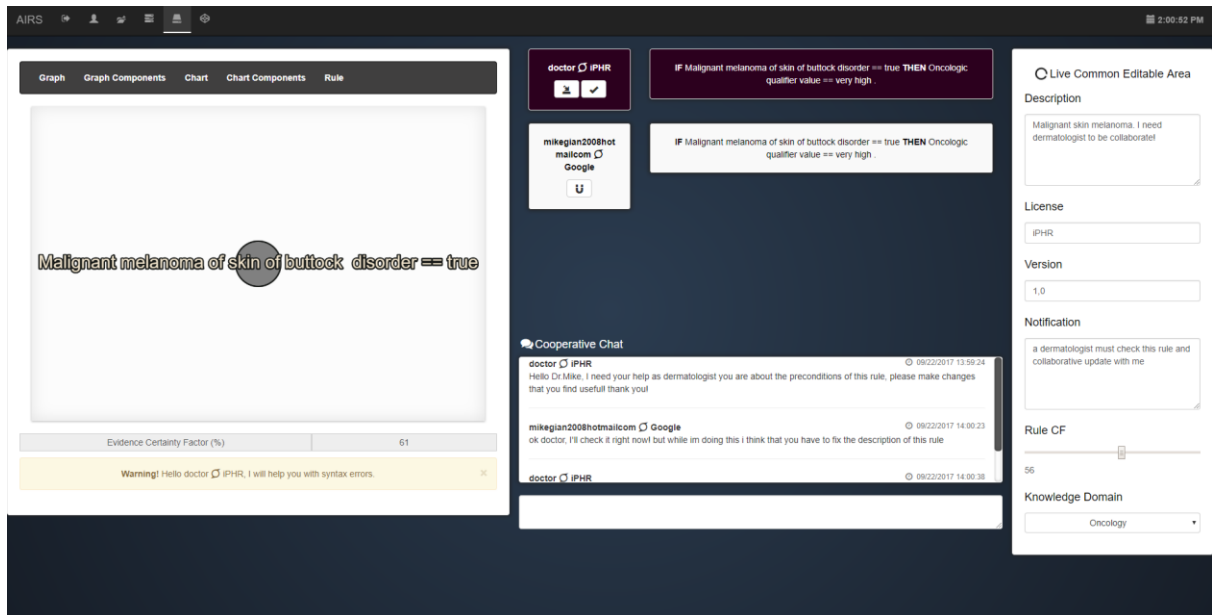 AIRS
2:00:52 PM
Graph Graph Components Chart Chart Components Rule
Malignant melanoma of skin of buttock disorder == true
Evidence Certainty Factor (%) 61
Warning! Hello doctor iPHR, I will help you with syntax errors. ×
doctor iPHR
IF Malignant melanoma of skin of buttock disorder == true THEN Oncologic
qualifier value == very high .
mikegian2008hot
mailcom
Google
IF Malignant melanoma of skin of buttock disorder == true THEN Oncologic
qualifier value == very high .
Cooperative Chat
doctor iPHR 09/22/2017 13:59:24
Hello Dr.Mike, I need your help as dermatologist you are about the preconditions of this rule, please make changes
that you find useful! thank you!
mikegian2008hotmailcom Google 09/22/2017 14:00:23
ok doctor, I'll check it right now! but while im doing this i think that you have to fix the description of this rule
doctor iPHR 09/22/2017 14:00:38
Live Common Editable Area
Description
Malignant skin melanoma. I need
dermatologist to be collaborate!
License
iPHR
Version
1,0
Notification
a dermatologist must check this rule and
collaborative update with me
Rule CF
56
Knowledge Domain
Oncology